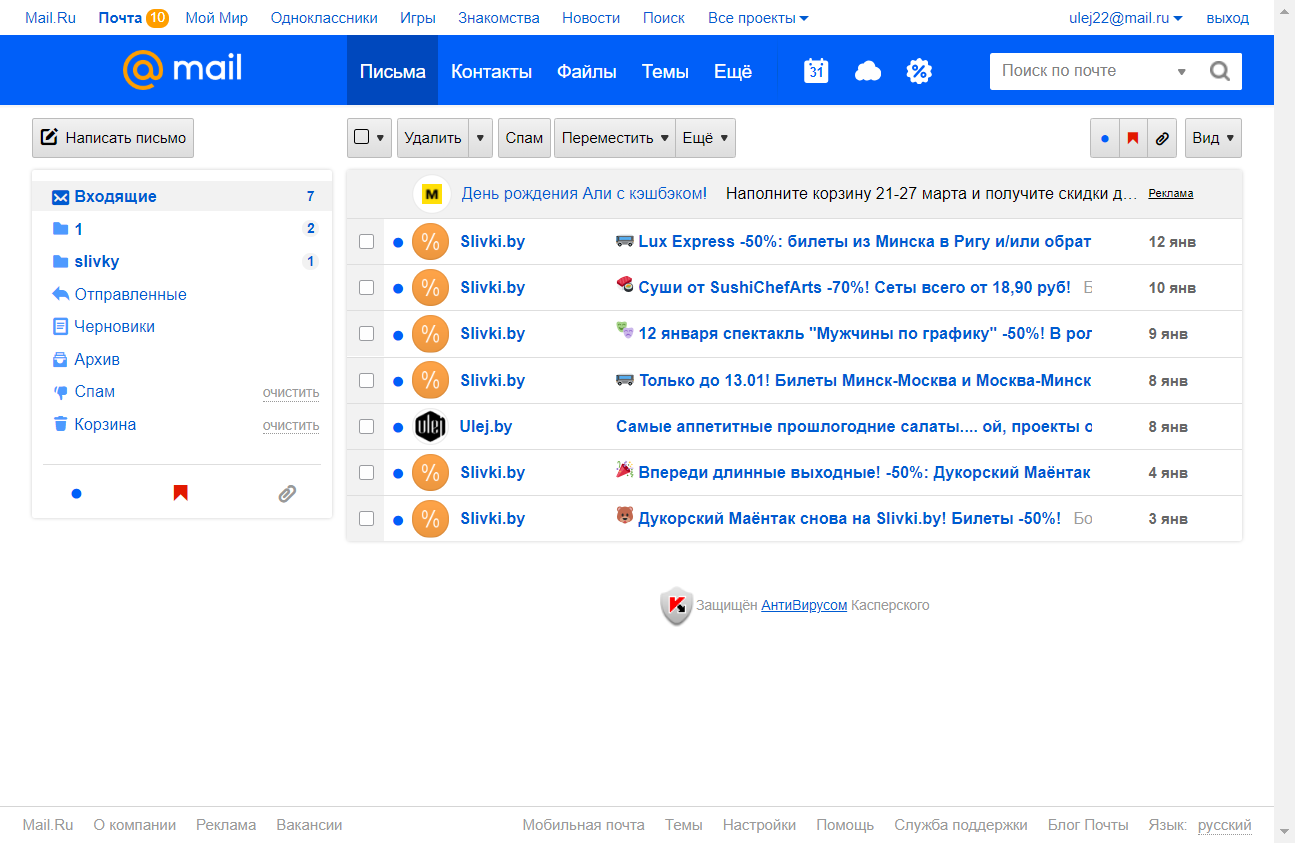 Mail.Ru Почта 10 Мой Мир Одноклассники Игры Знакомства Новости Поиск Все проекты ulej22@mail.ru выход
@mail Письма Контакты Файлы Темы Ещё 31 % Поиск по почте
Написать письмо Удалить Спам Переместить Ещё Вид
Входящие 7
1 2
slivky 1
Отправленные
Черновики
Архив
Спам очистить
Корзина очистить
М День рождения Али с кэшбэком! Наполните корзину 21-27 марта и получите скидки д... Реклама
% Slivki.by Lux Express -50%: билеты из Минска в Ригу и/или обрат 12 янв
% Slivki.by Суши от SushiChefArts -70%! Сеты всего от 18,90 руб! Б 10 янв
% Slivki.by 12 января спектакль "Мужчины по графику" -50%! В рол 9 янв
% Slivki.by Только до 13.01! Билеты Минск-Москва и Москва-Минск 8 янв
ulej Ulej.by Самые аппетитные прошлогодние салаты.... ой, проекты о 8 янв
% Slivki.by Впереди длинные выходные! -50%: Дукорский Маёнтак 4 янв
% Slivki.by Дукорский Маёнтак снова на Slivki.by! Билеты -50%! Бо 3 янв
Защищён АнтиВирусом Касперского
Mail.Ru О компании Реклама Вакансии Мобильная почта Темы Настройки Помощь Служба поддержки Блог Почты Язык: русский